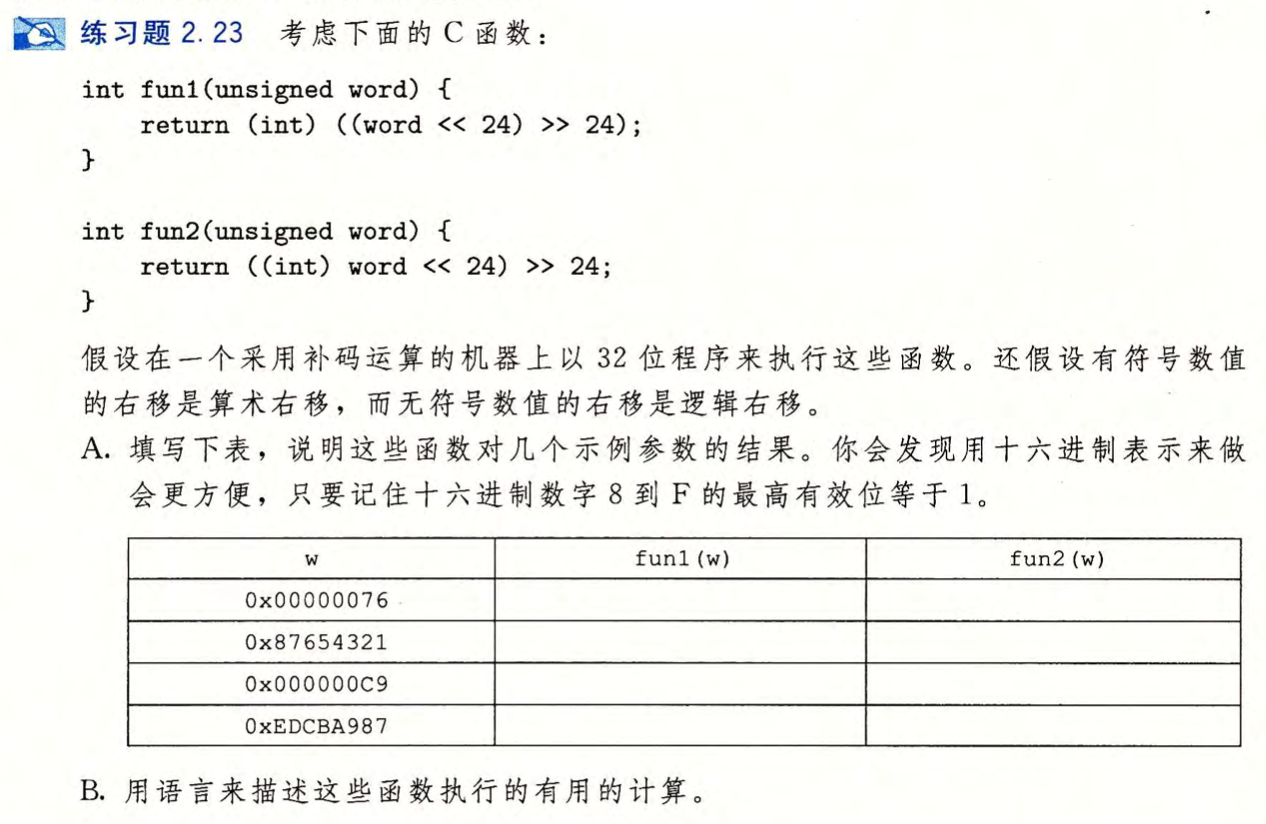 练习题 2.23 考虑下面的 C 函数：
int fun1(unsigned word) {
    return (int) ((word << 24) >> 24);
}
int fun2(unsigned word) {
    return ((int) word << 24) >> 24;
}
假设在一个采用补码运算的机器上以 32 位程序来执行这些函数。还假设有符号数值
的右移是算术右移，而无符号数值的右移是逻辑右移。
A. 填写下表，说明这些函数对几个示例参数的结果。你会发现用十六进制表示来做
会更方便，只要记住十六进制数字 8 到 F 的最高有效位等于 1。
w fun1(w) fun2(w)
0x00000076
0x87654321
0x000000C9
0xEDCBA987
B. 用语言来描述这些函数执行的有用的计算。